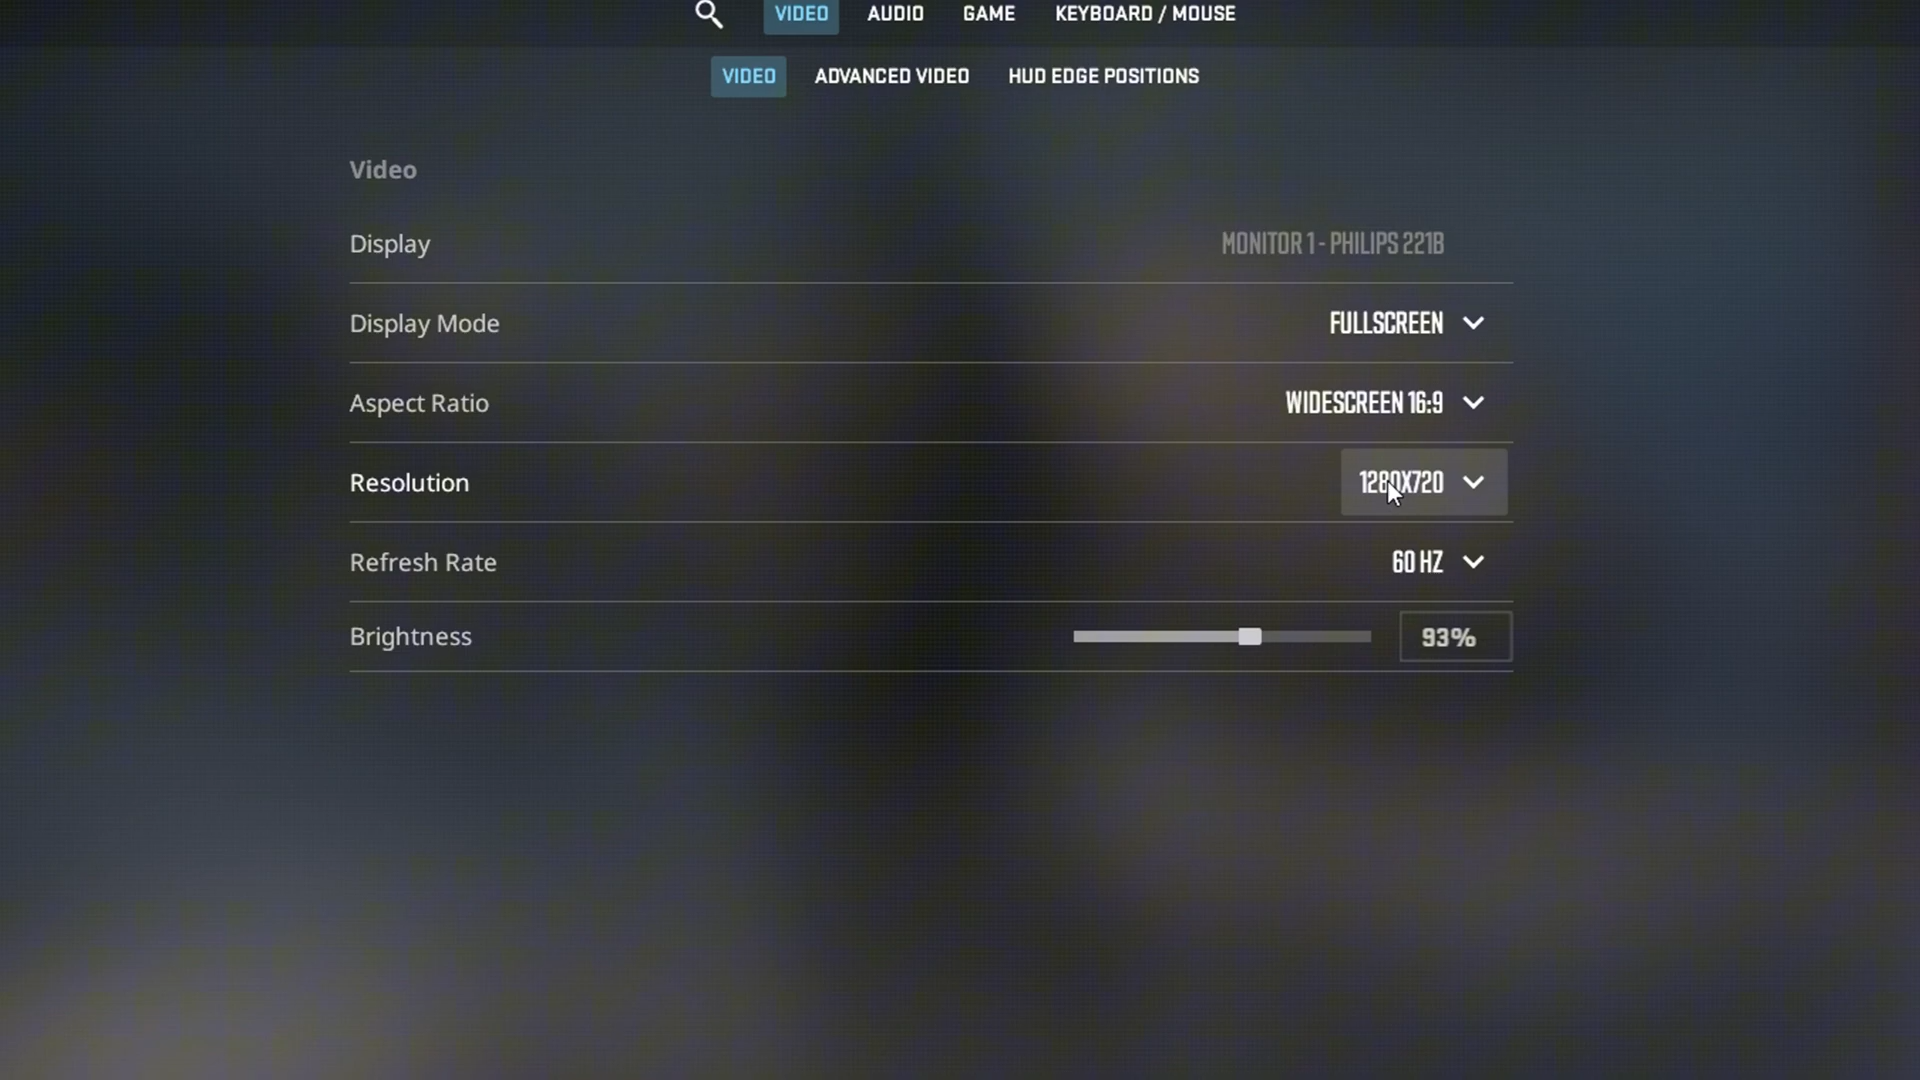 VIDEO AUDIO GAME KEYBOARD / MOUSE
VIDEO ADVANCED VIDEO HUD EDGE POSITIONS
Video
Display MONITOR 1 - PHILIPS 221B
Display Mode FULLSCREEN
Aspect Ratio WIDESCREEN 16:9
Resolution 1280X720
Refresh Rate 60 HZ
Brightness 93%